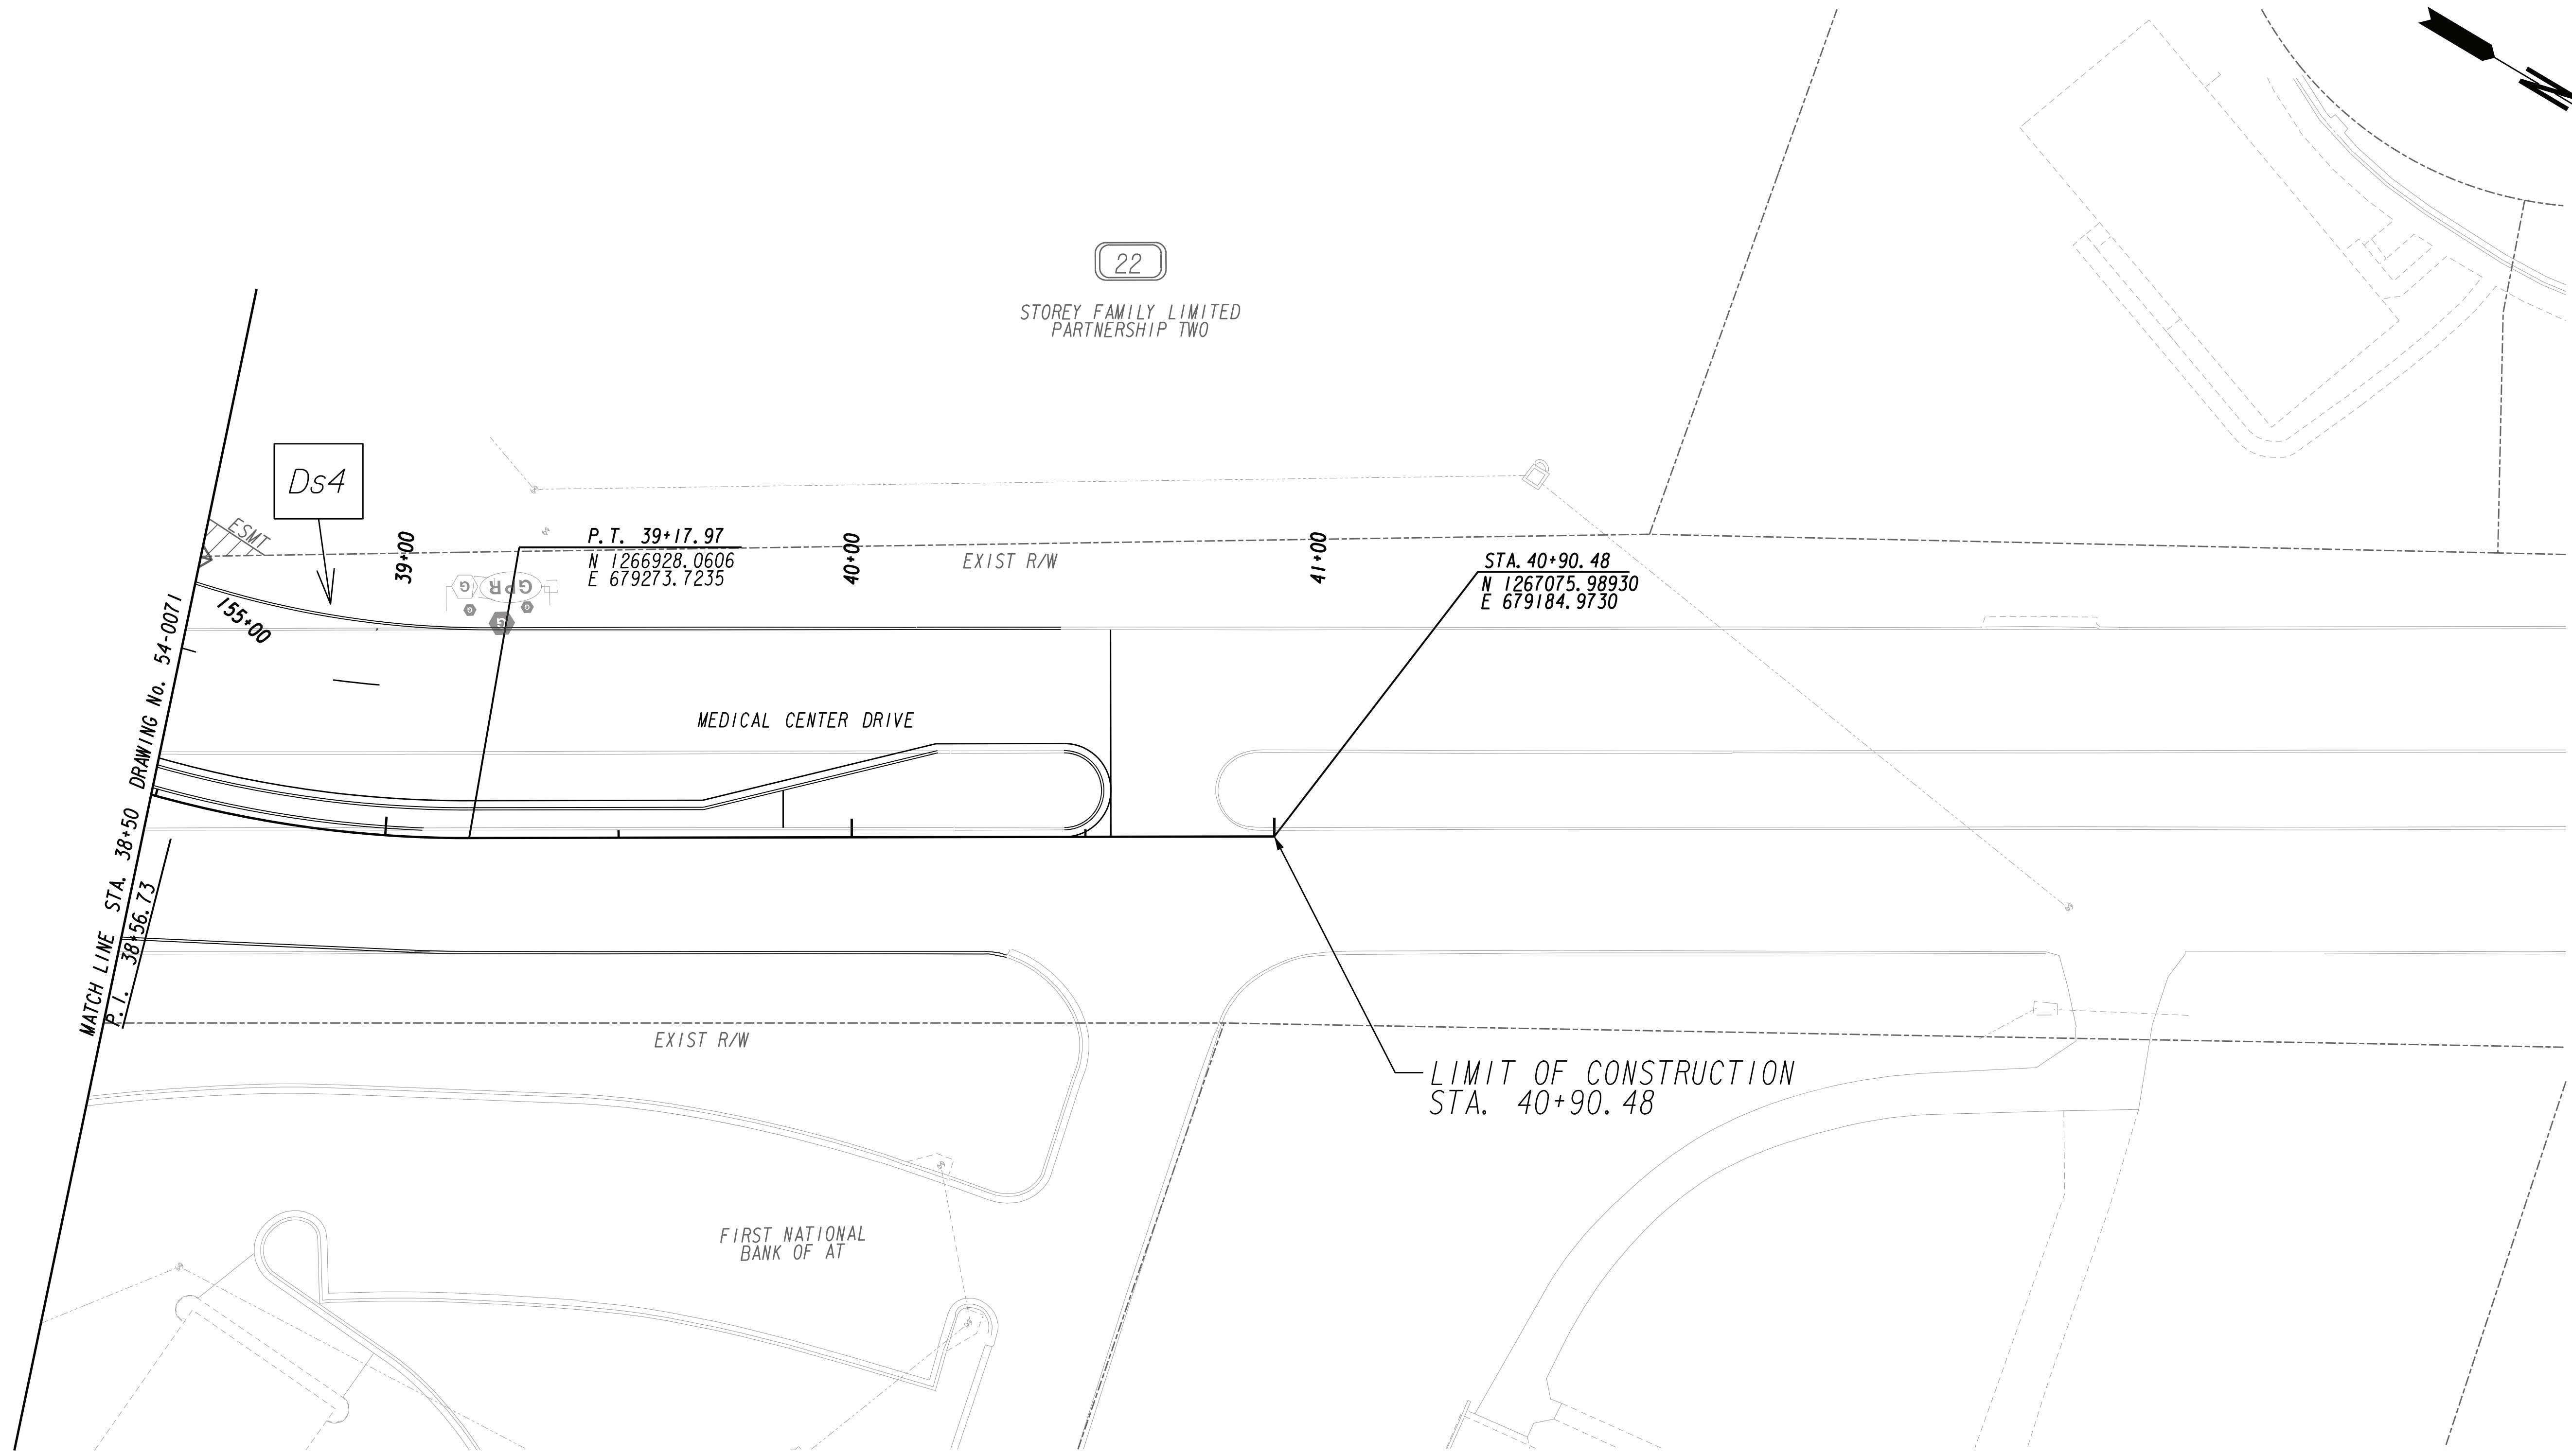 N
22
STOREY FAMILY LIMITED
PARTNERSHIP TWO
Ds4
ESMT
155+00
39+00
P.T. 39+17.97
N 1266928.0606
E 679273.7235
G
GPR
G
G
G
40+00
EXIST R/W
41+00
STA. 40+90.48
N 1267075.98930
E 679184.9730
MEDICAL CENTER DRIVE
MATCH LINE STA. 38+50 DRAWING No. 54-0071
P.I. 38+56.73
EXIST R/W
LIMIT OF CONSTRUCTION
STA. 40+90.48
FIRST NATIONAL
BANK OF AT